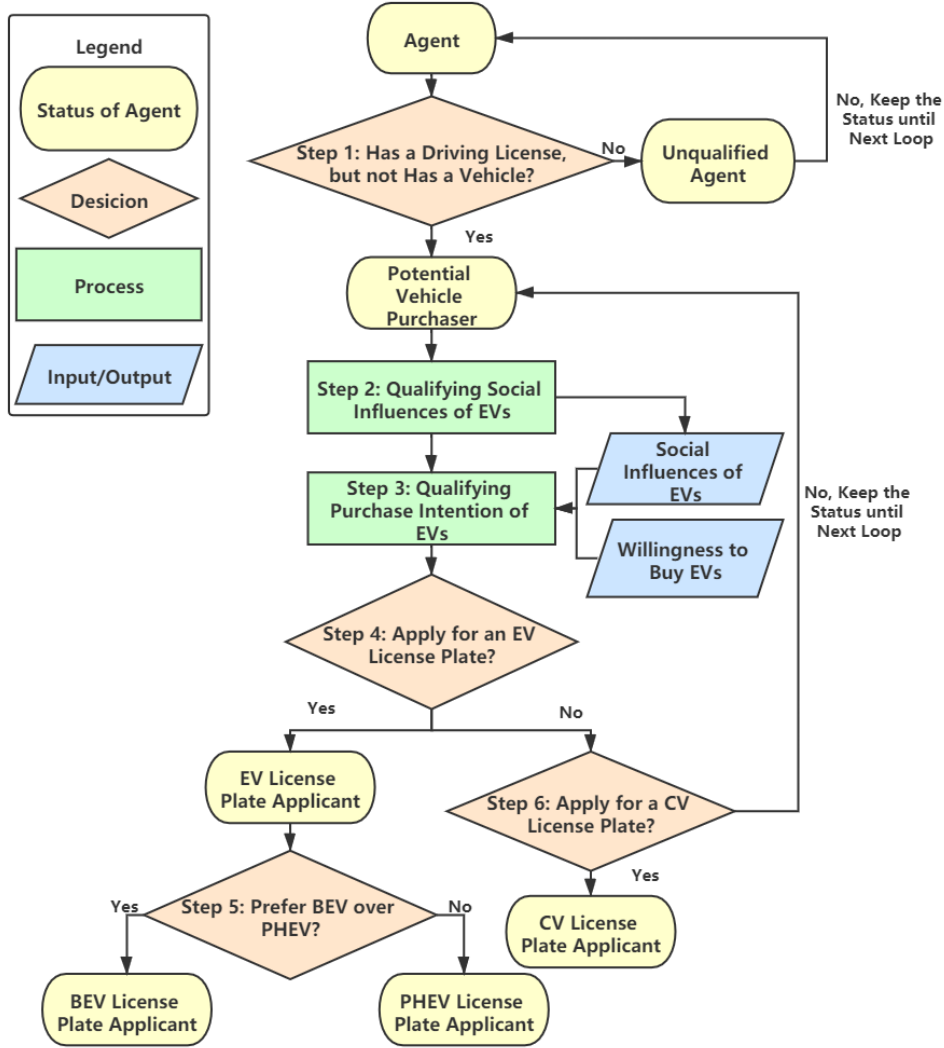 Legend
Status of Agent
Desicion
Process
Input/Output
Agent
No, Keep the
Status until
Next Loop
Step 1: Has a Driving License,
but not Has a Vehicle?
No
Unqualified
Agent
Yes
Potential
Vehicle
Purchaser
Step 2: Qualifying Social
Influences of EVs
Social
Influences of
EVs
Step 3: Qualifying
Purchase Intention of
EVs
No, Keep the
Status until
Next Loop
Willingness to
Buy EVs
Step 4: Apply for an EV
License Plate?
Yes
No
EV License
Plate Applicant
Step 6: Apply for a CV
License Plate?
Yes
Step 5: Prefer BEV over
PHEV?
Yes
No
CV License
Plate Applicant
BEV License
Plate Applicant
PHEV License
Plate Applicant